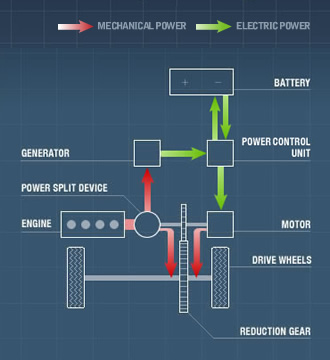 MECHANICAL POWER
ELECTRIC POWER
BATTERY
POWER CONTROL
UNIT
GENERATOR
POWER SPLIT DEVICE
ENGINE
MOTOR
DRIVE WHEELS
REDUCTION GEAR